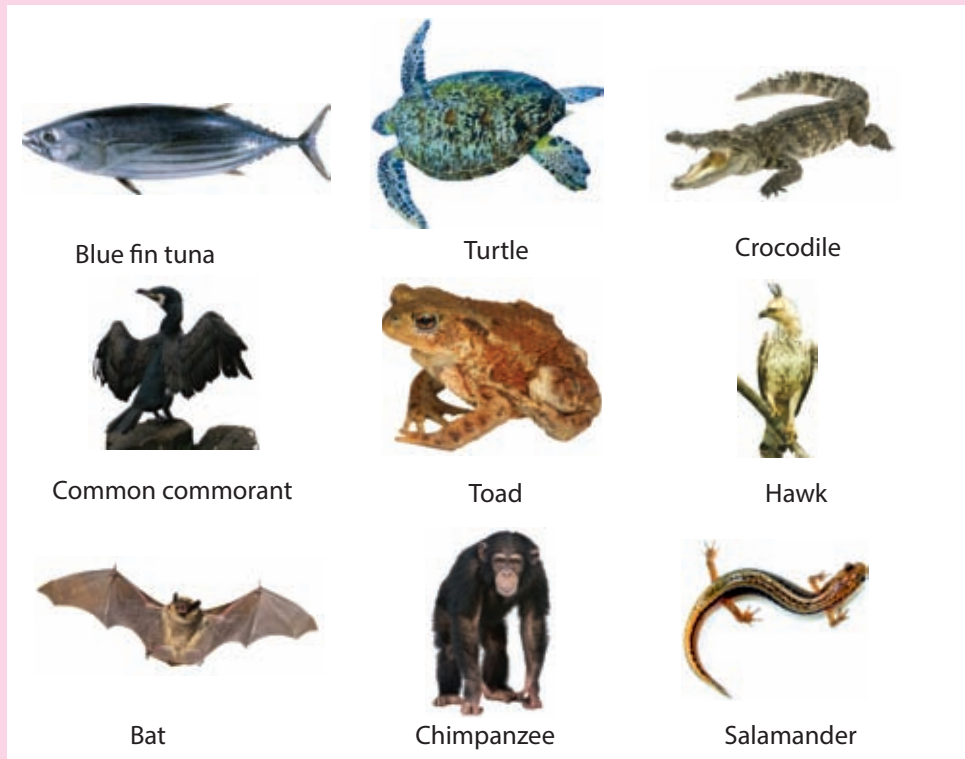 Blue fin tuna
Turtle
Crocodile
Common commorant
Toad
Hawk
Bat
Chimpanzee
Salamander